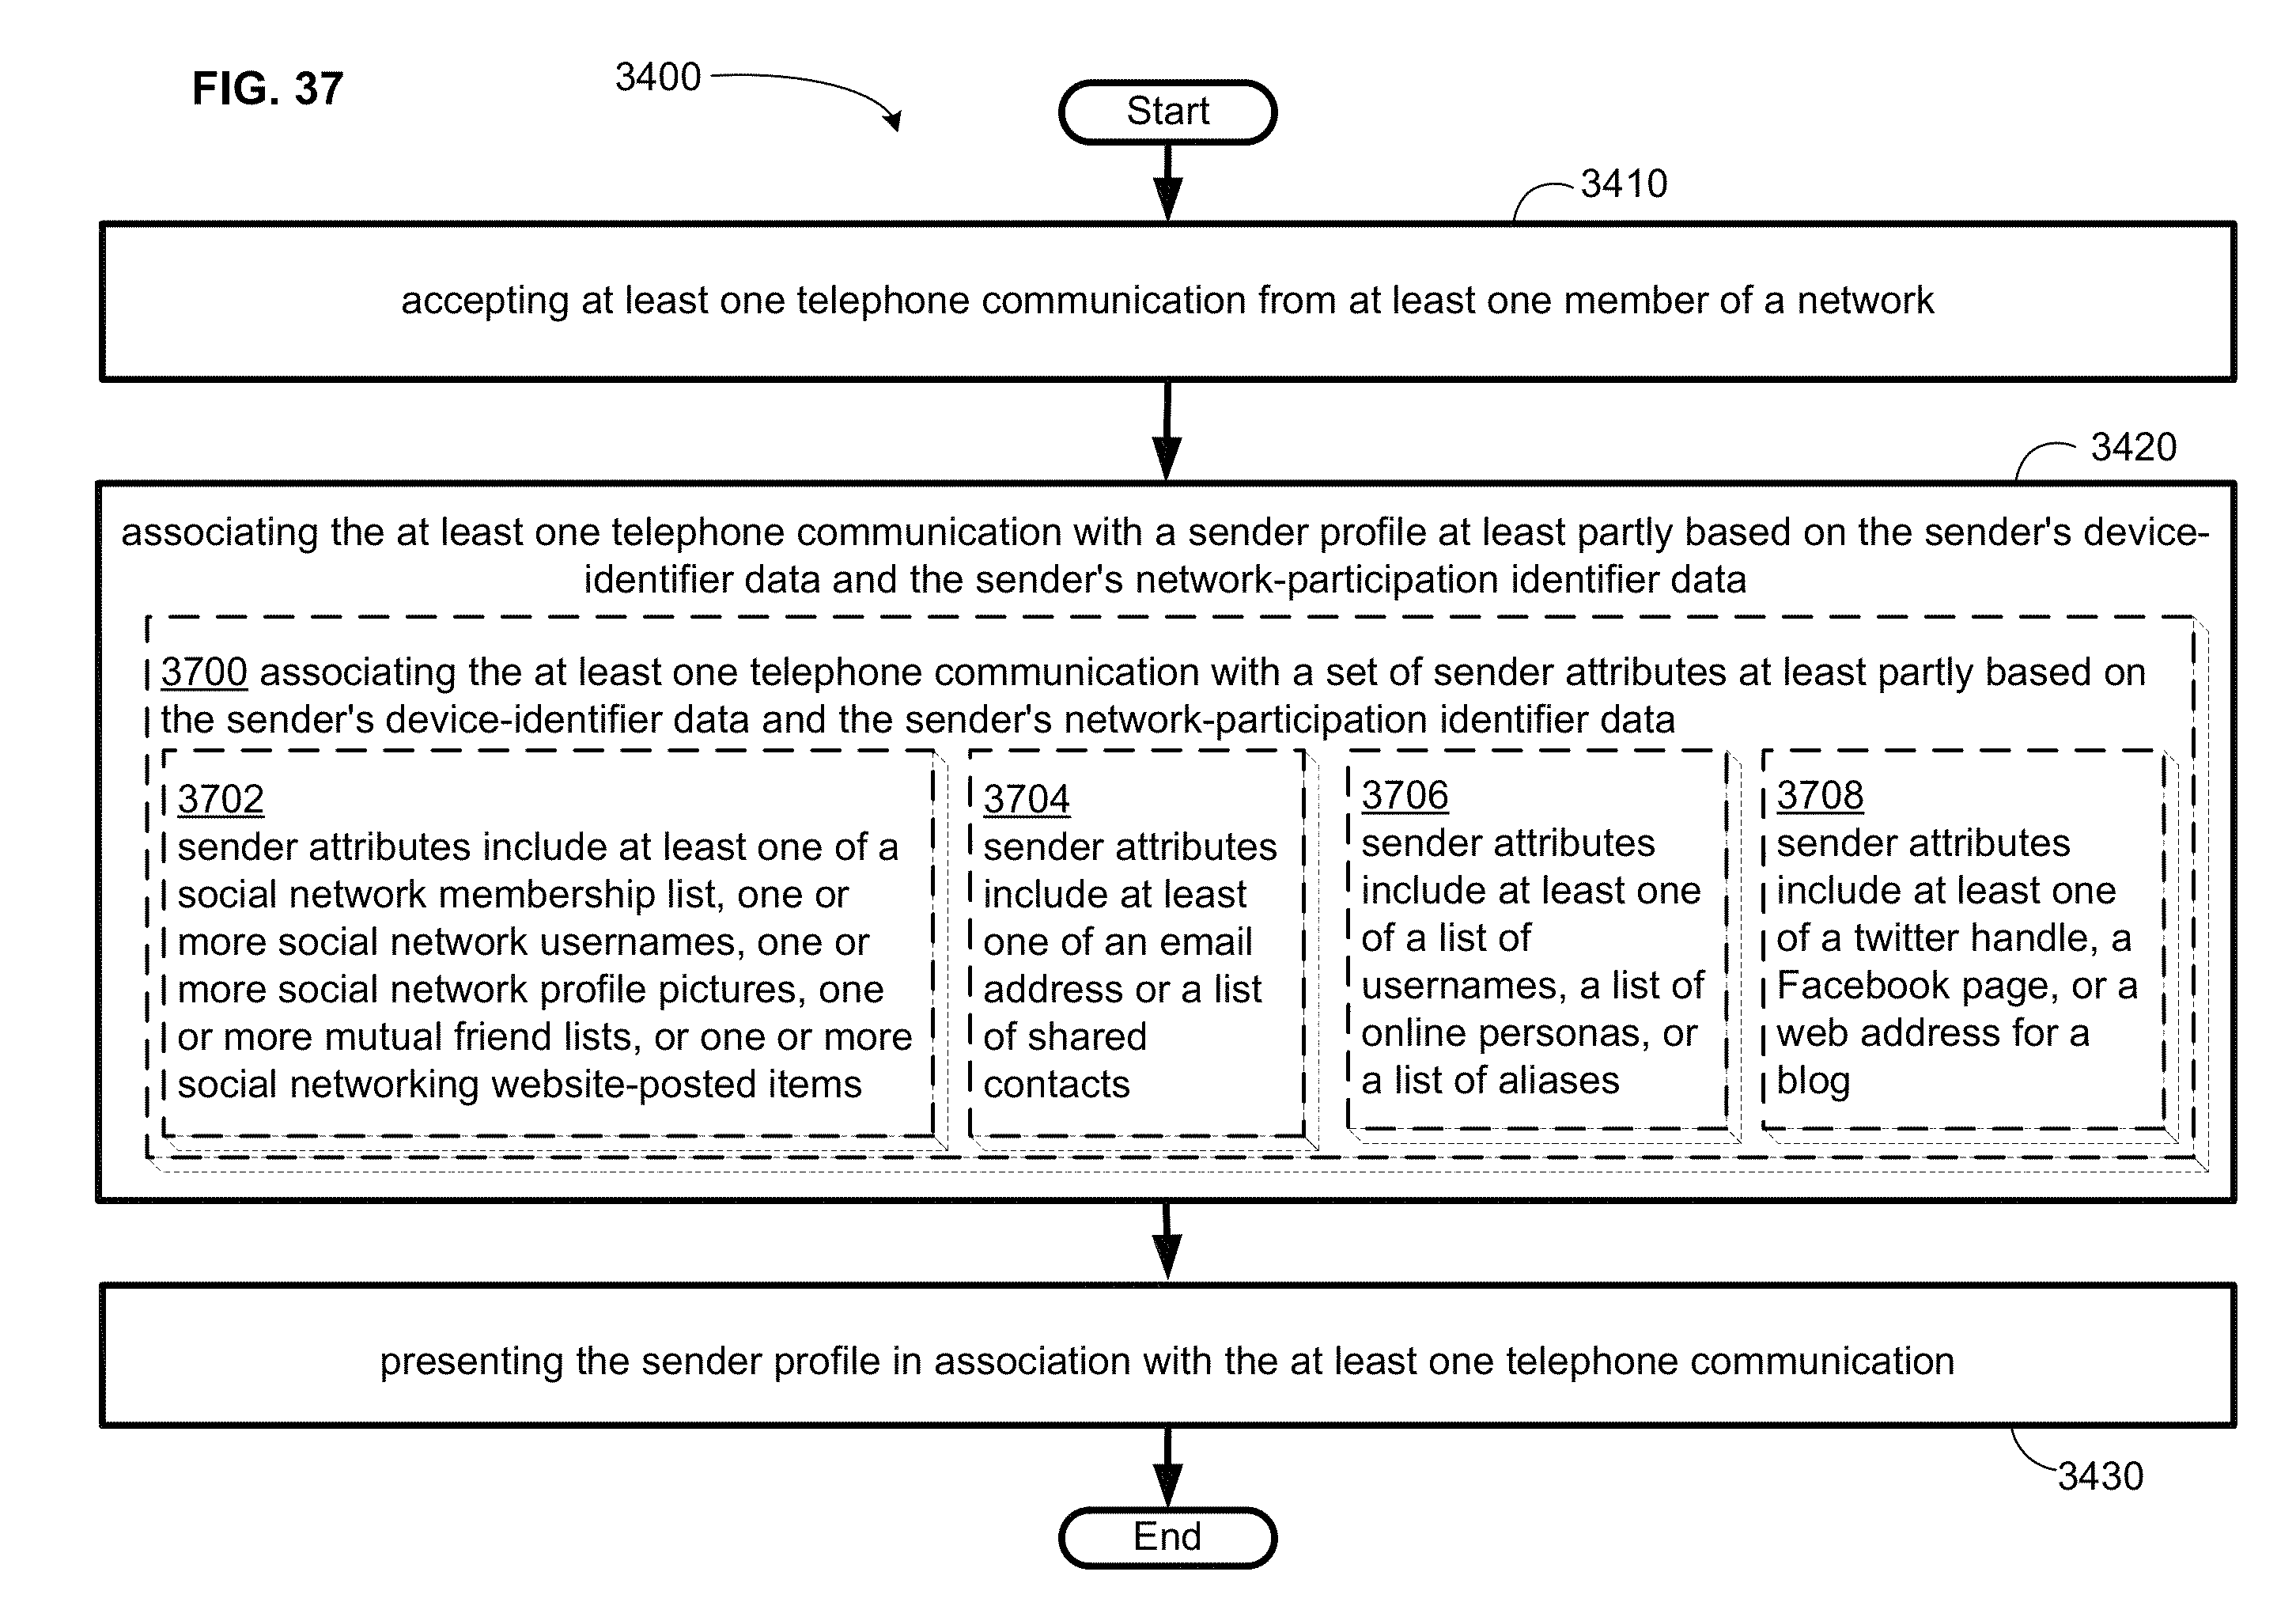 FIG. 37
3400
Start
3410
accepting at least one telephone communication from at least one member of a network
3420
associating the at least one telephone communication with a sender profile at least partly based on the sender's device-
identifier data and the sender's network-participation identifier data
3700 associating the at least one telephone communication with a set of sender attributes at least partly based on
the sender's device-identifier data and the sender's network-participation identifier data
3702
sender attributes include at least one of a
social network membership list, one or
more social network usernames, one or
more social network profile pictures, one
or more mutual friend lists, or one or more
social networking website-posted items
3704
sender attributes
include at least
one of an email
address or a list
of shared
contacts
3706
sender attributes
include at least one
of a list of
usernames, a list of
online personas, or
a list of aliases
3708
sender attributes
include at least one
of a twitter handle, a
Facebook page, or a
web address for a
blog
presenting the sender profile in association with the at least one telephone communication
3430
End